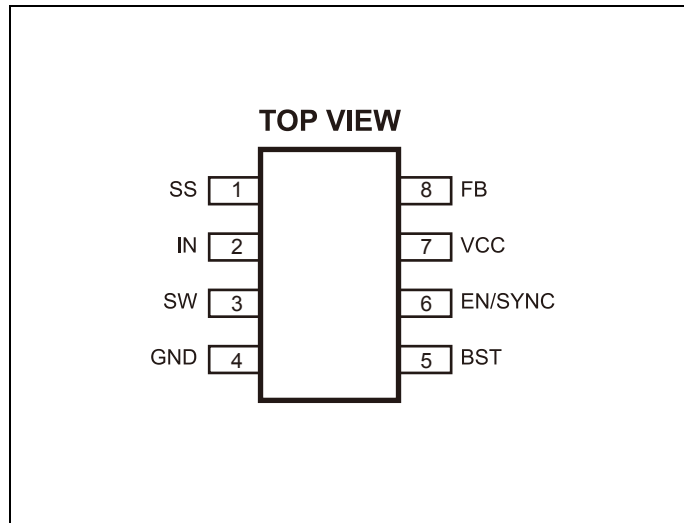 TOP VIEW
SS 1 8 FB
IN 2 7 VCC
SW 3 6 EN/SYNC
GND 4 5 BST